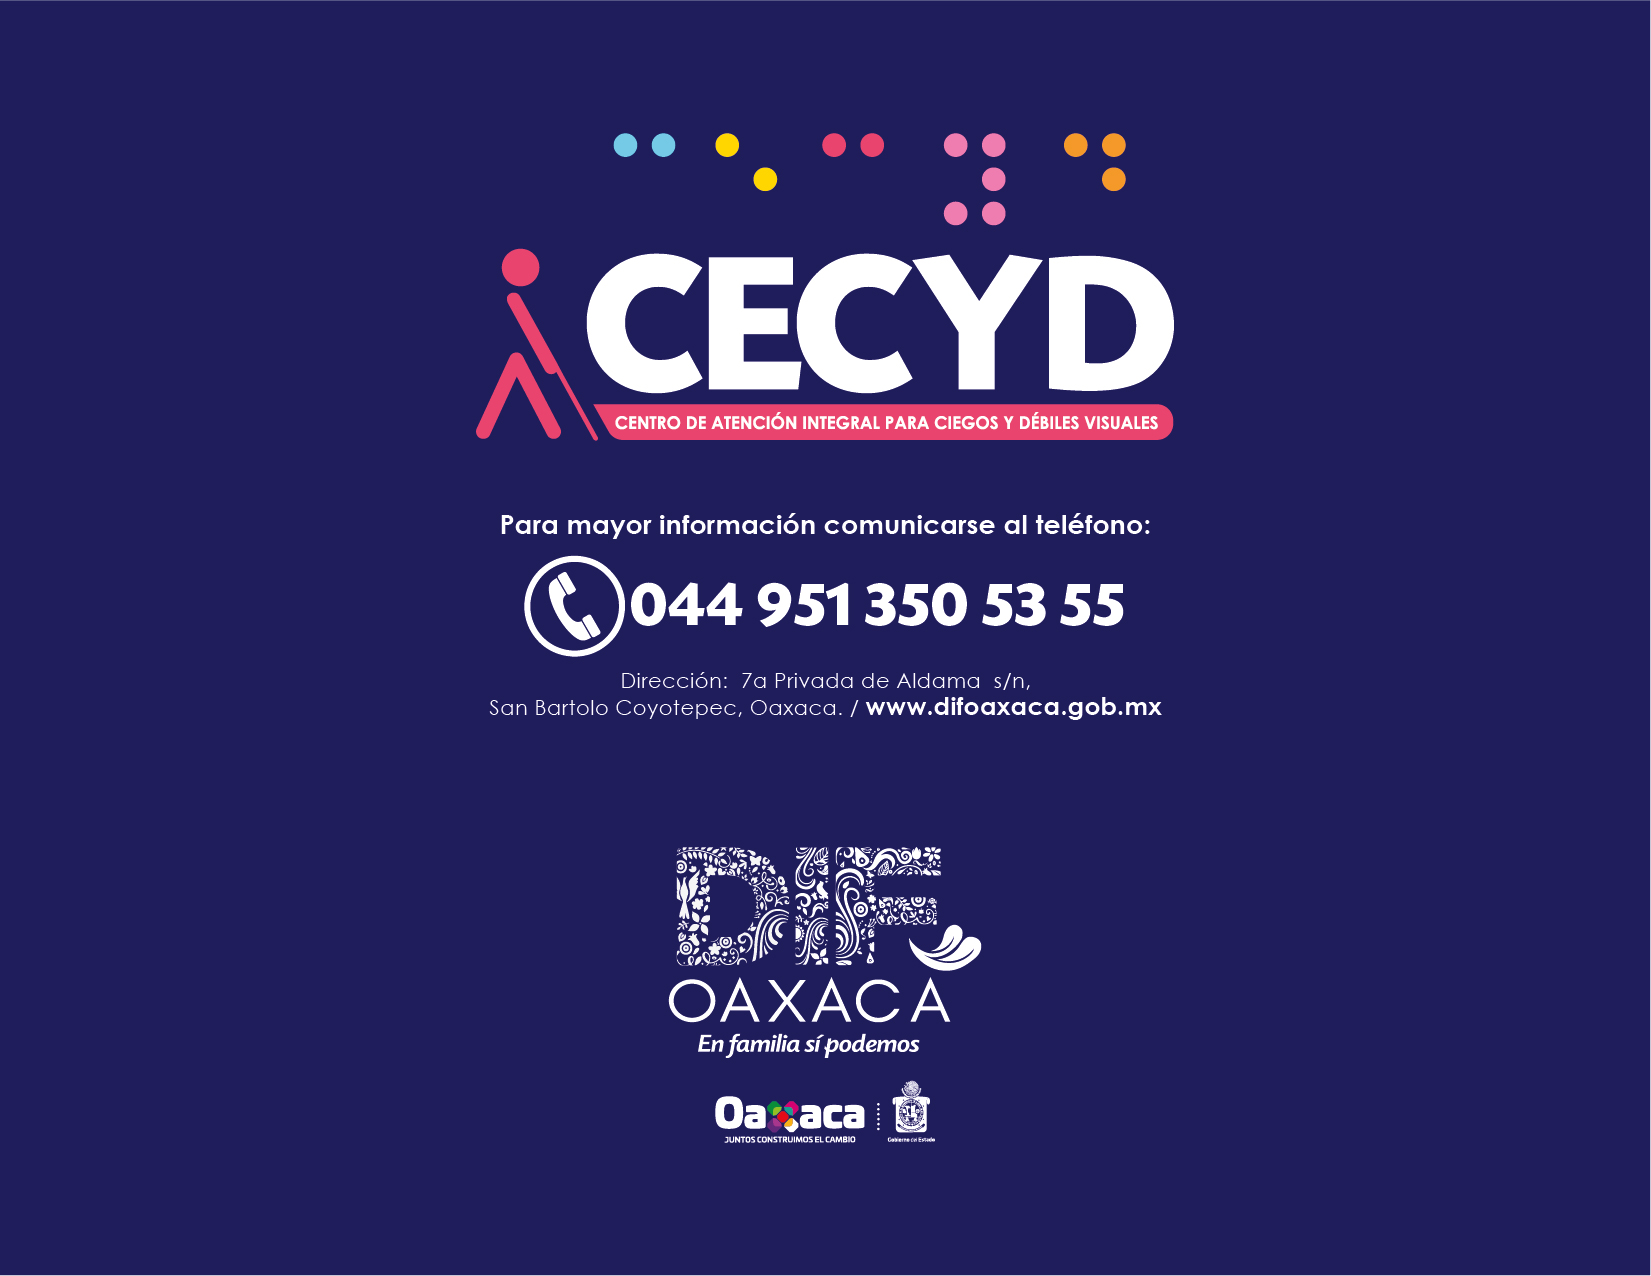 CECYD
CENTRO DE ATENCIÓN INTEGRAL PARA CIEGOS Y DÉBILES VISUALES
Para mayor información comunicarse al teléfono:
044 951 350 53 55
Dirección: 7a Privada de Aldama s/n,
San Bartolo Coyotepec, Oaxaca. / www.difoaxaca.gob.mx
DIF
OAXACA
En familia sí podemos
Oaxaca
JUNTOS CONSTRUIMOS EL CAMBIO
Gobierno del Estado